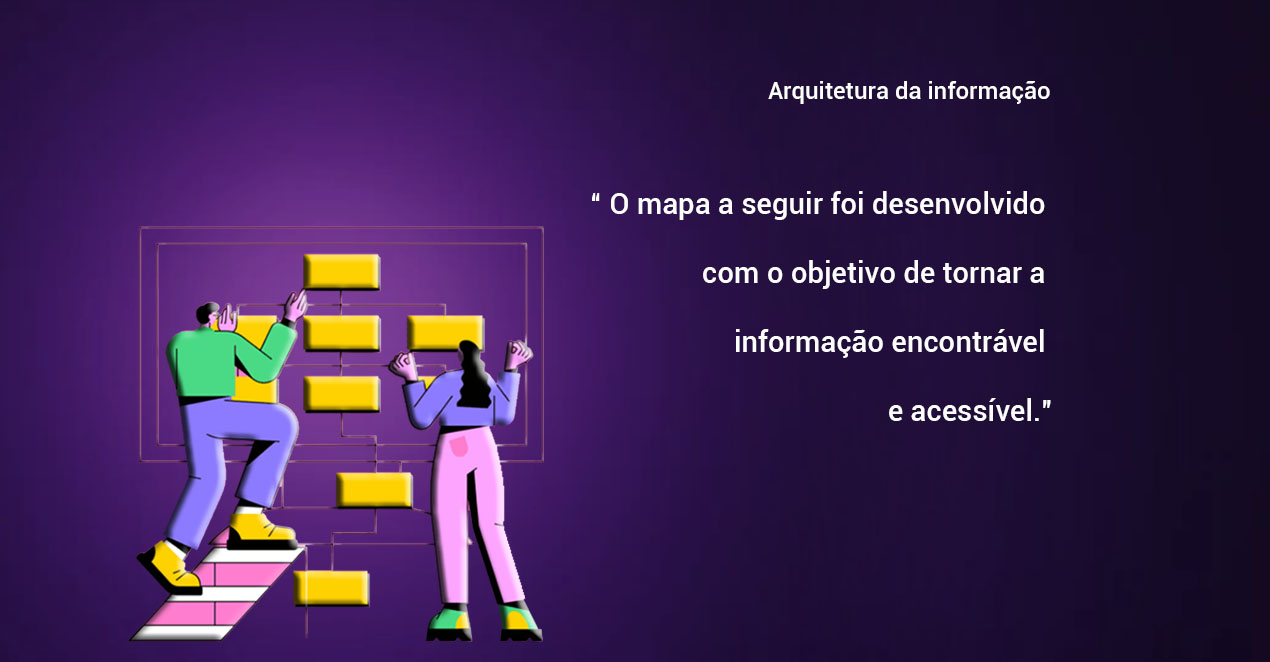 Arquitetura da informação
“ O mapa a seguir foi desenvolvido
com o objetivo de tornar a
informação encontrável
e acessível."